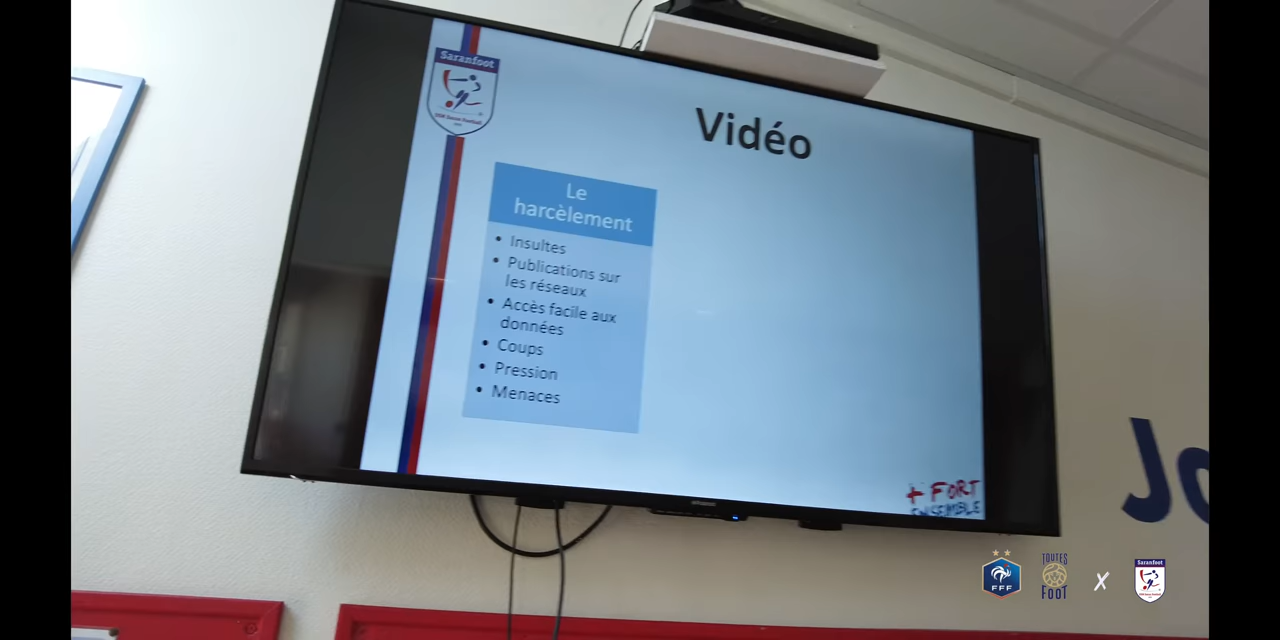 Saranfoot
Vidéo
Le
harcèlement
• Insultes
• Publications sur
les réseaux
• Accès facile aux
données
• Coups
• Pression
• Menaces
+ FORT
ENSEMBLE
Jo
FFF
TOUTES
FOOT
X
Saranfoot